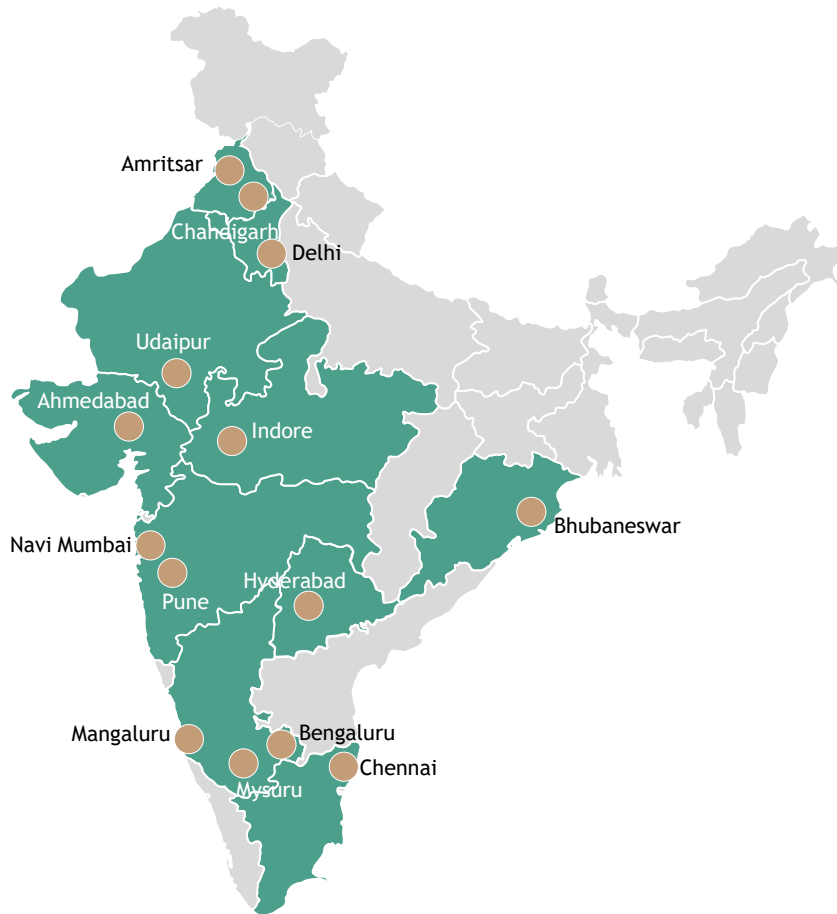 Amritsar
Chandigarh
Delhi
Udaipur
Ahmedabad
Indore
Bhubaneswar
Navi Mumbai
Hyderabad
Pune
Mangaluru
Bengaluru
Chennai
Mysuru